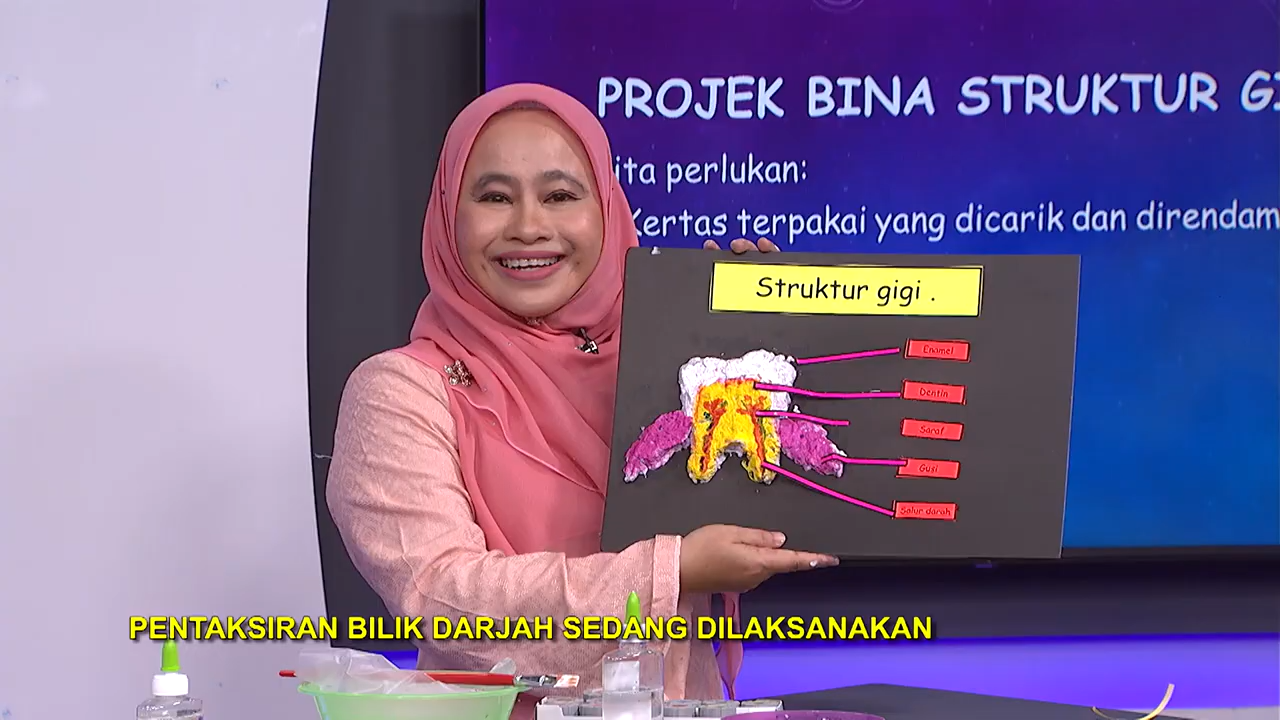 PROJEK BINA STRUKTUR GI
ita perlukan:
Kertas terpakai yang dicarik dan direndam
Struktur gigi .
Enamel
Dentin
Saraf
Gusi
Salur darah
PENTAKSIRAN BILIK DARJAH SEDANG DILAKSANAKAN